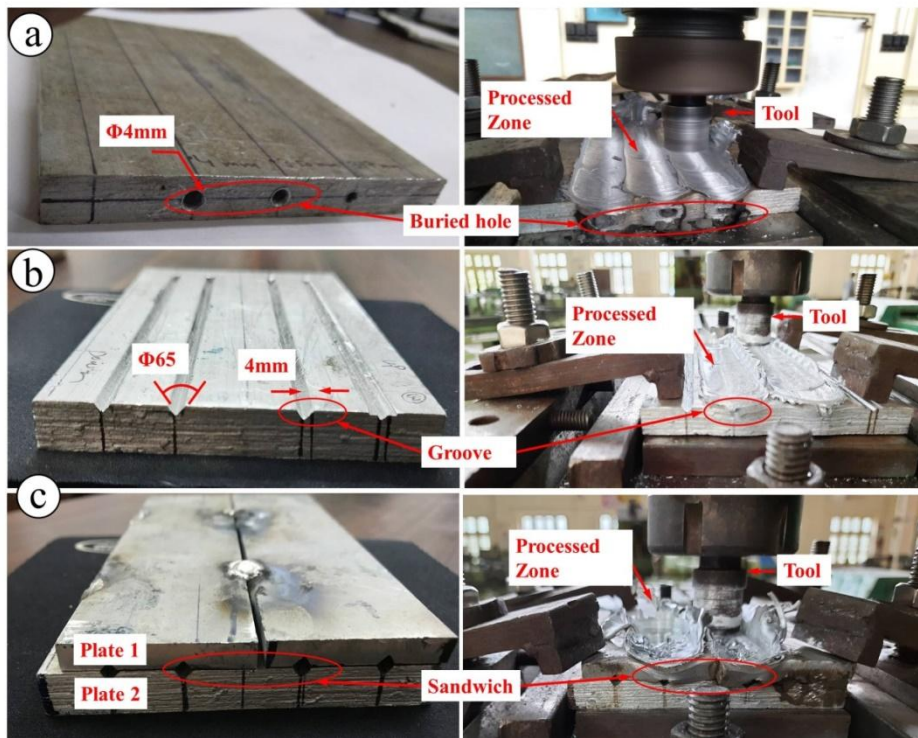 a
Φ4mm
Buried hole
Processed
Zone
Tool
b
Φ65
4mm
Groove
Processed
Zone
Tool
c
Plate 1
Plate 2
Sandwich
Processed
Zone
Tool